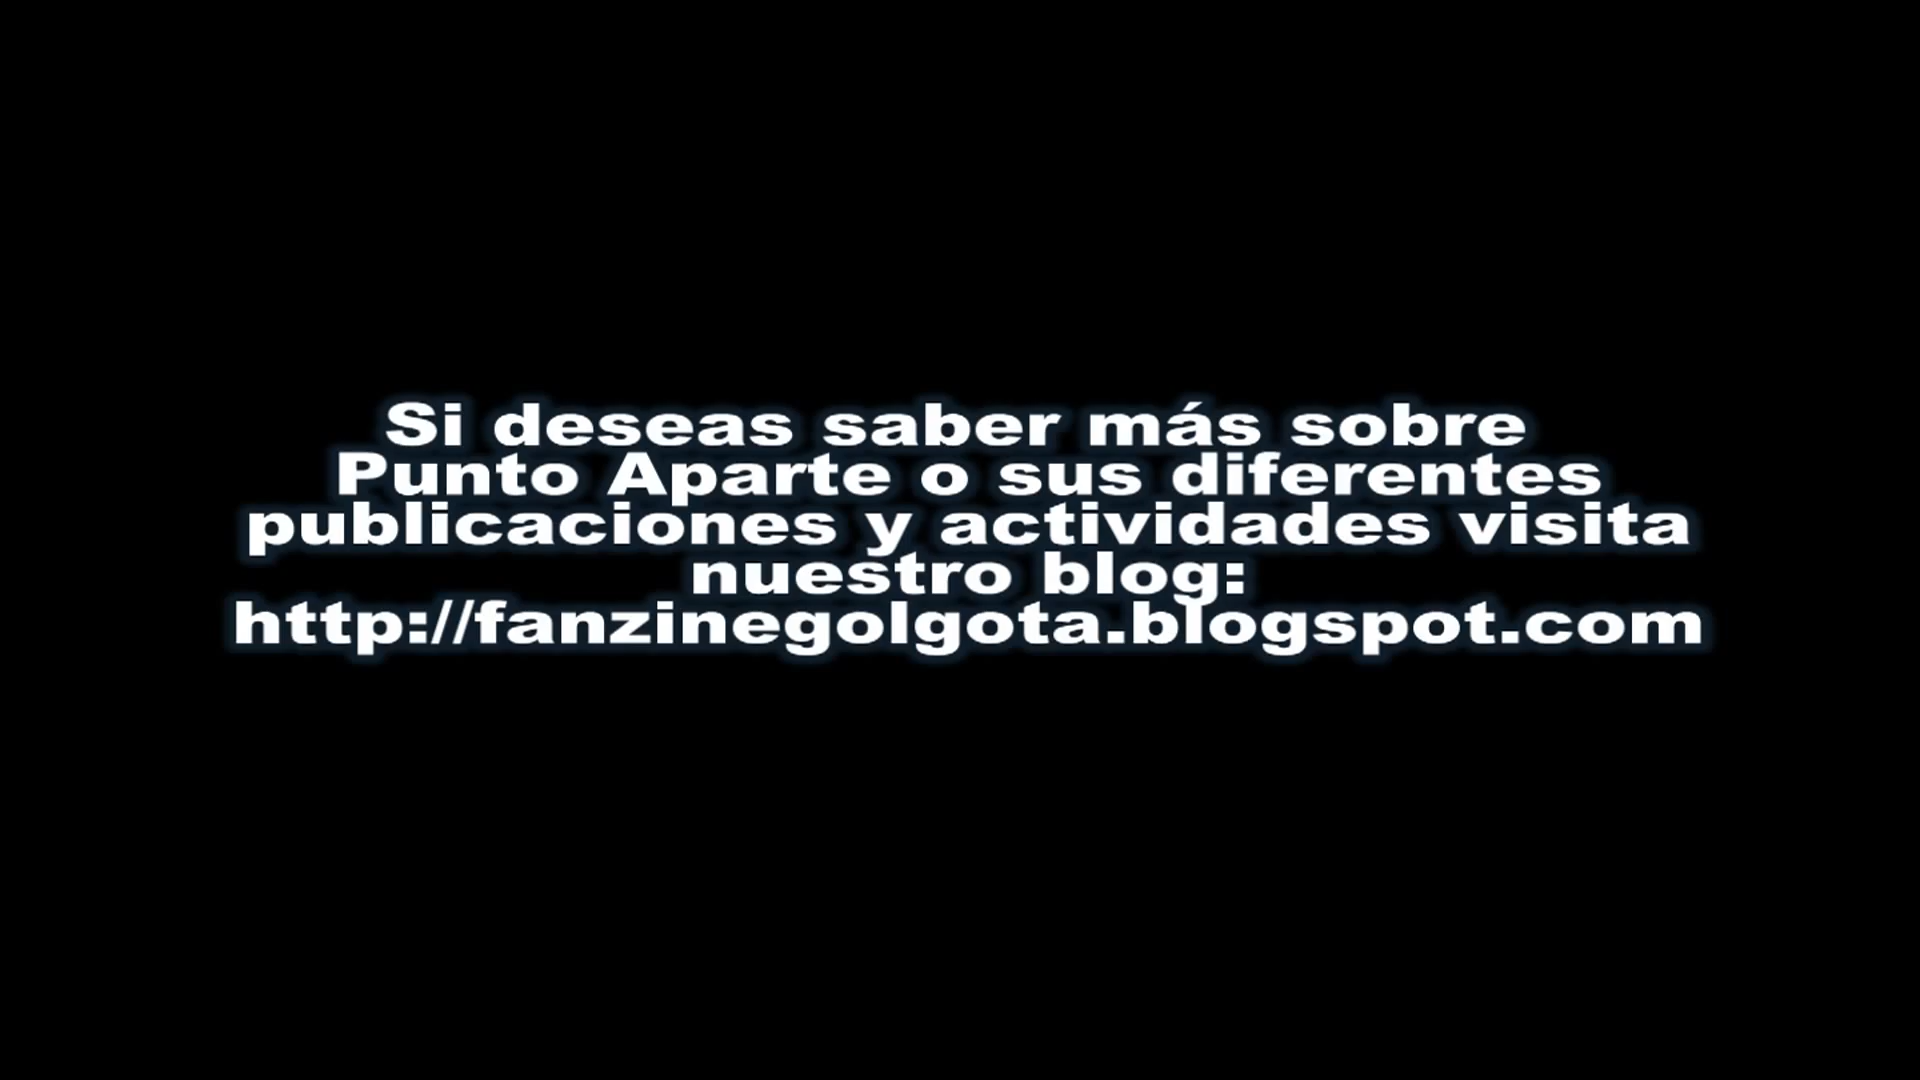 Si deseas saber más sobre
Punto Aparte o sus diferentes
publicaciones y actividades visita
nuestro blog:
http://fanzinegolgota.blogspot.com